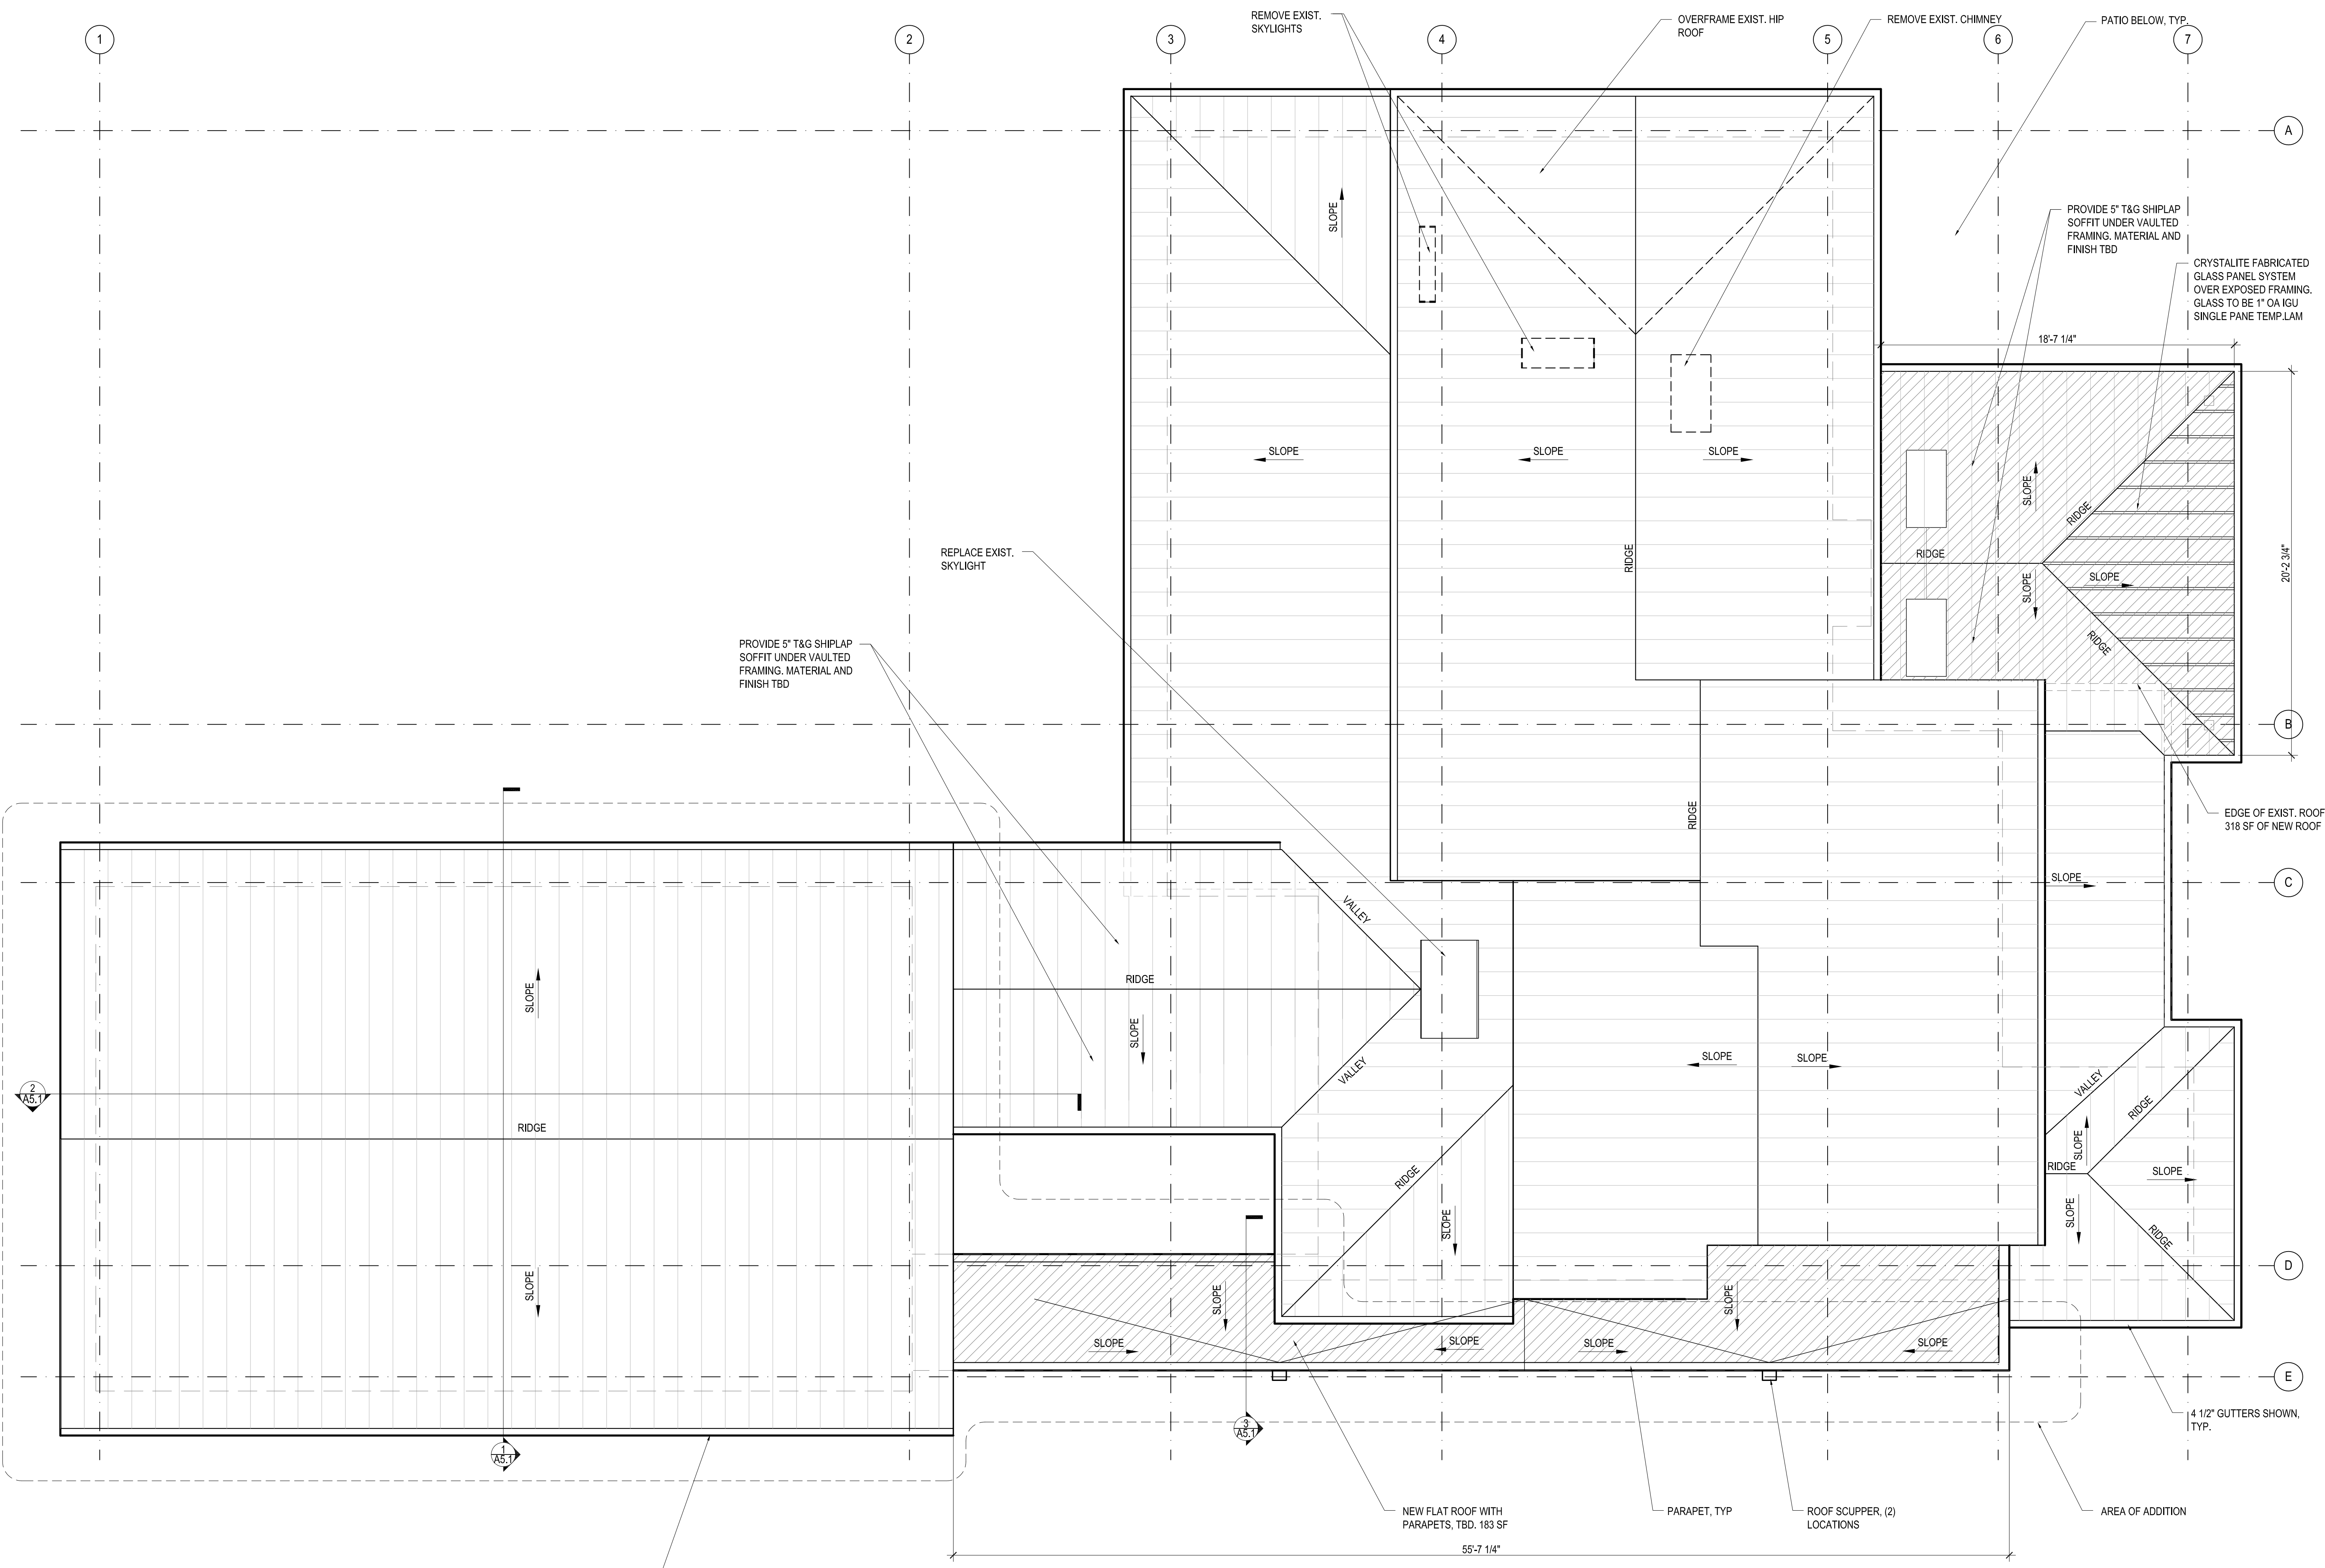 REMOVE EXIST.
SKYLIGHTS
OVERFRAME EXIST. HIP
ROOF
REMOVE EXIST. CHIMNEY
PATIO BELOW, TYP.
1
2
3
4
5
6
7
A
PROVIDE 5" T&G SHIPLAP
SOFFIT UNDER VAULTED
FRAMING. MATERIAL AND
FINISH TBD
SLOPE
CRYSTALITE FABRICATED
GLASS PANEL SYSTEM
OVER EXPOSED FRAMING.
GLASS TO BE 1" OA IGU
SINGLE PANE TEMP.LAM
18'-7 1/4"
SLOPE
SLOPE
SLOPE
SLOPE
RIDGE
REPLACE EXIST.
SKYLIGHT
RIDGE
RIDGE
20'-2 3/4"
SLOPE
SLOPE
RIDGE
PROVIDE 5" T&G SHIPLAP
SOFFIT UNDER VAULTED
FRAMING. MATERIAL AND
FINISH TBD
B
RIDGE
EDGE OF EXIST. ROOF
318 SF OF NEW ROOF
SLOPE
C
VALLEY
RIDGE
SLOPE
SLOPE
SLOPE
SLOPE
VALLEY
VALLEY
RIDGE
2
A5.1
RIDGE
SLOPE
RIDGE
SLOPE
RIDGE
SLOPE
SLOPE
RIDGE
D
SLOPE
SLOPE
SLOPE
SLOPE
SLOPE
SLOPE
SLOPE
E
3
A5.1
1
A5.1
4 1/2" GUTTERS SHOWN,
TYP.
NEW FLAT ROOF WITH
PARAPETS, TBD. 183 SF
PARAPET, TYP
ROOF SCUPPER, (2)
LOCATIONS
AREA OF ADDITION
55'-7 1/4"